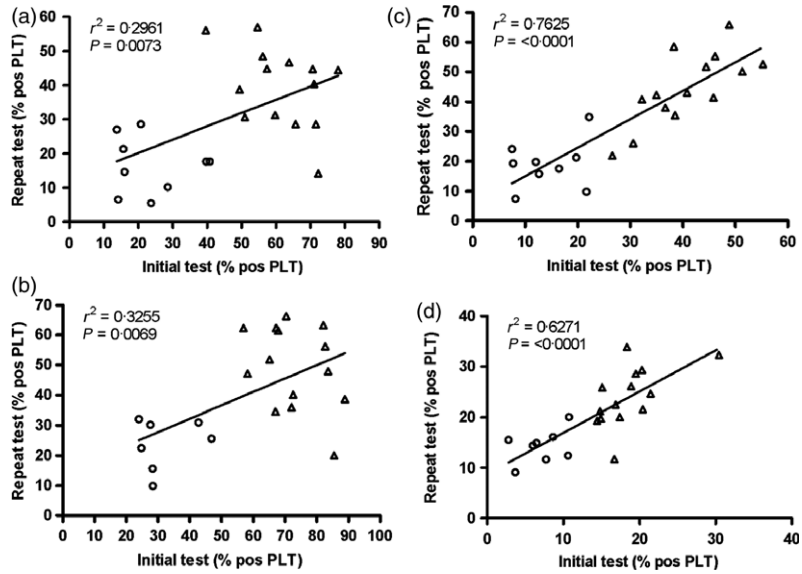 (a)
r² = 0·2961
P = 0·0073
Repeat test (% pos PLT)
60
50
40
30
20
10
0
0 10 20 30 40 50 60 70 80 90
Initial test (% pos PLT)
(b)
r² = 0·3255
P = 0·0069
Repeat test (% pos PLT)
70
60
50
40
30
20
10
0
0 10 20 30 40 50 60 70 80 90 100
Initial test (% pos PLT)
(c)
r² = 0·7625
P = <0·0001
Repeat test (% pos PLT)
70
60
50
40
30
20
10
0
0 10 20 30 40 50 60
Initial test (% pos PLT)
(d)
r² = 0·6271
P = <0·0001
Repeat test (% pos PLT)
40
30
20
10
0
0 10 20 30 40
Initial test (% pos PLT)